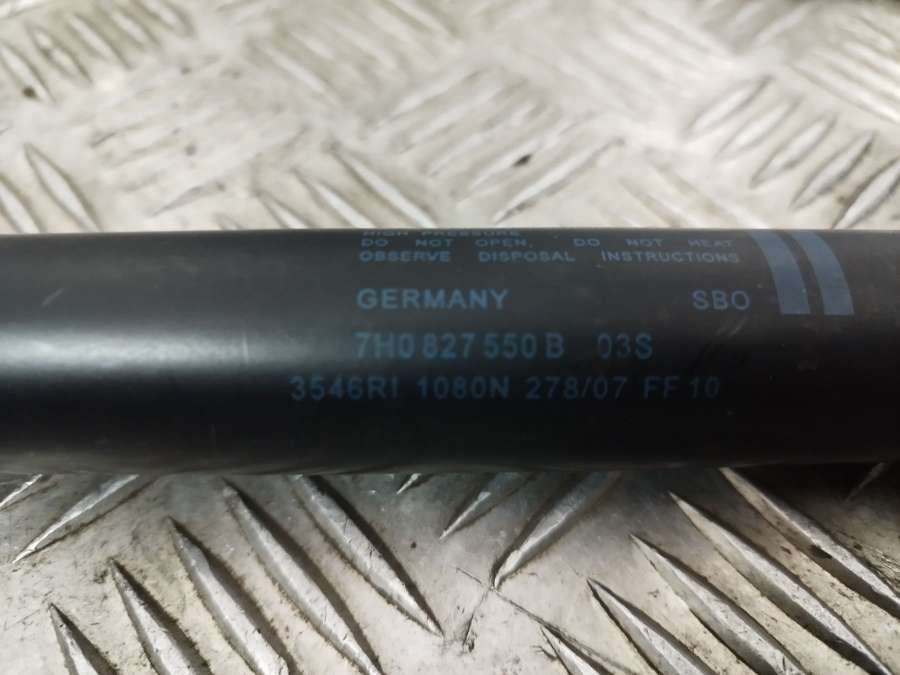 HIGH PRESSURE
DO NOT OPEN, DO NOT HEAT
OBSERVE DISPOSAL INSTRUCTIONS
GERMANY SBO
7H0 827 550 B 03S
3546RI 1080N 278/07 FF 10